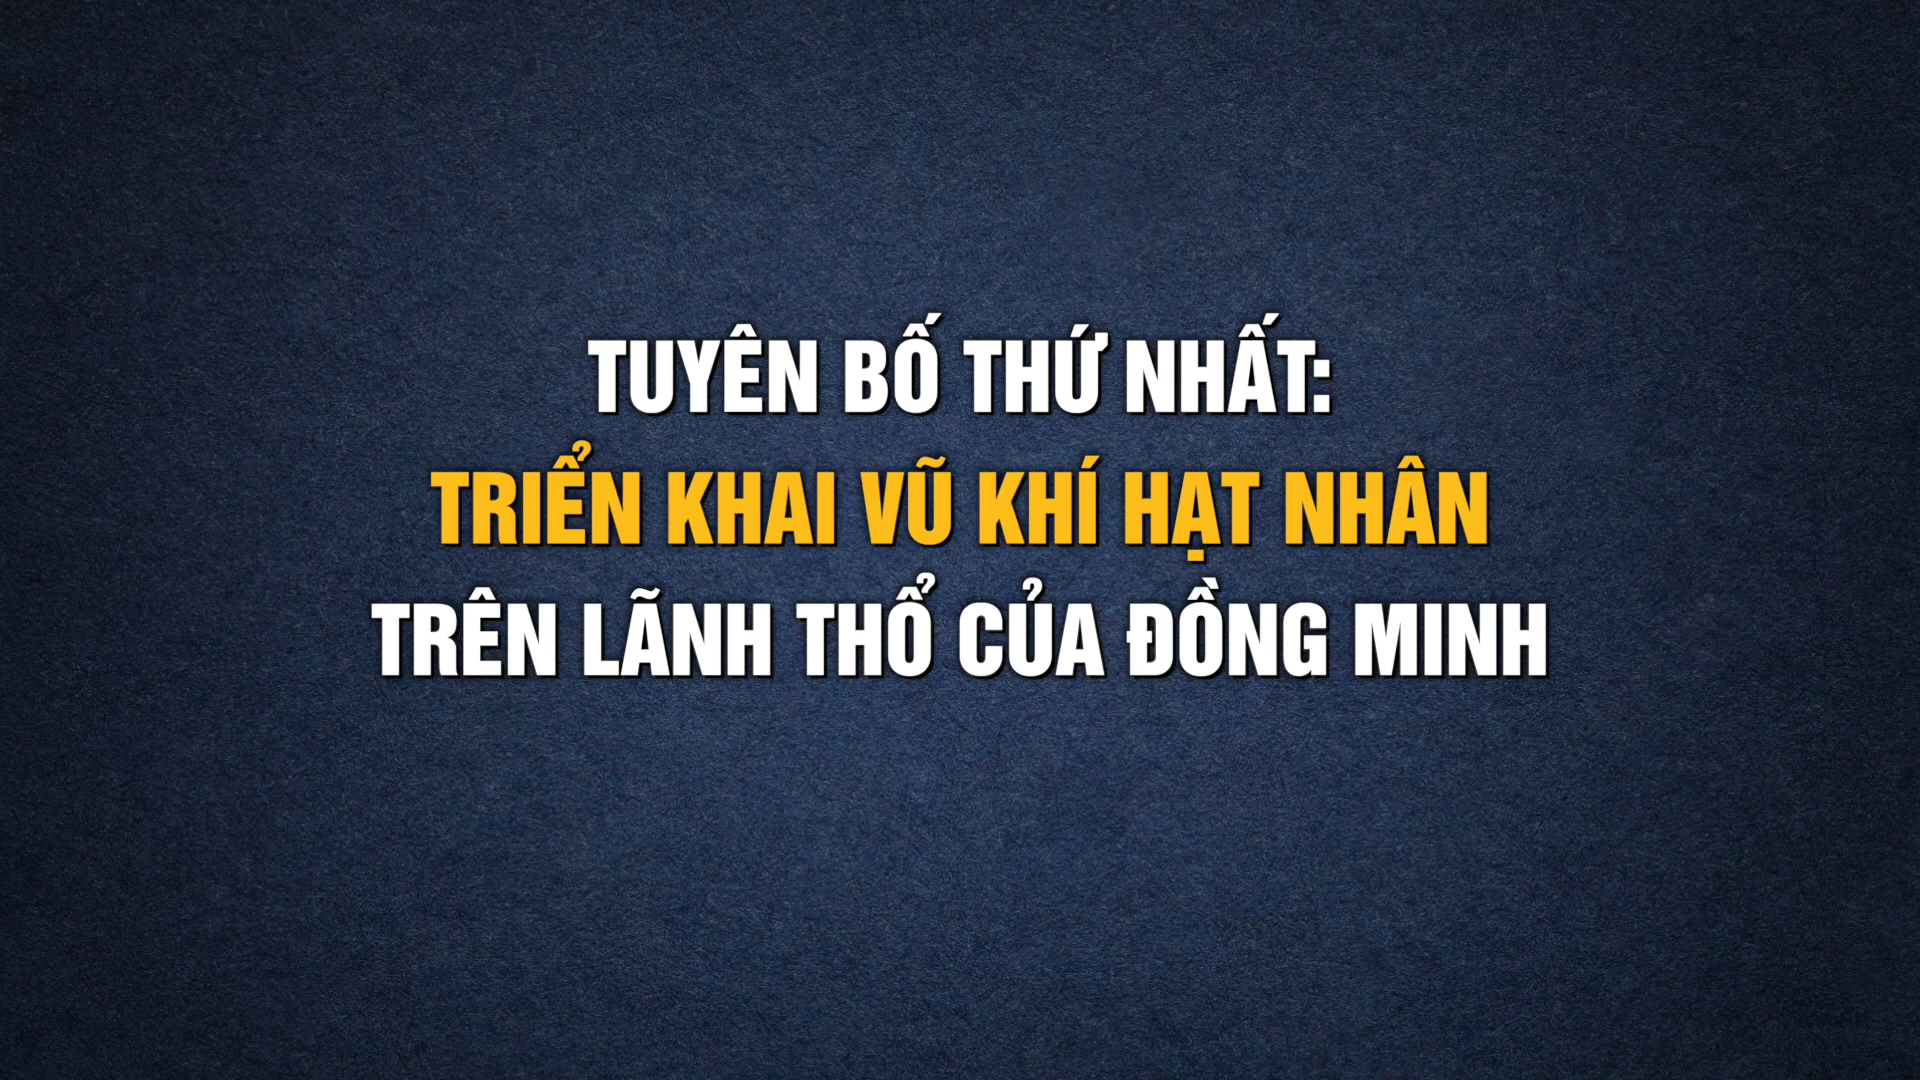 TUYÊN BỐ THỨ NHẤT:
TRIỂN KHAI VŨ KHÍ HẠT NHÂN
TRÊN LÃNH THỔ CỦA ĐỒNG MINH